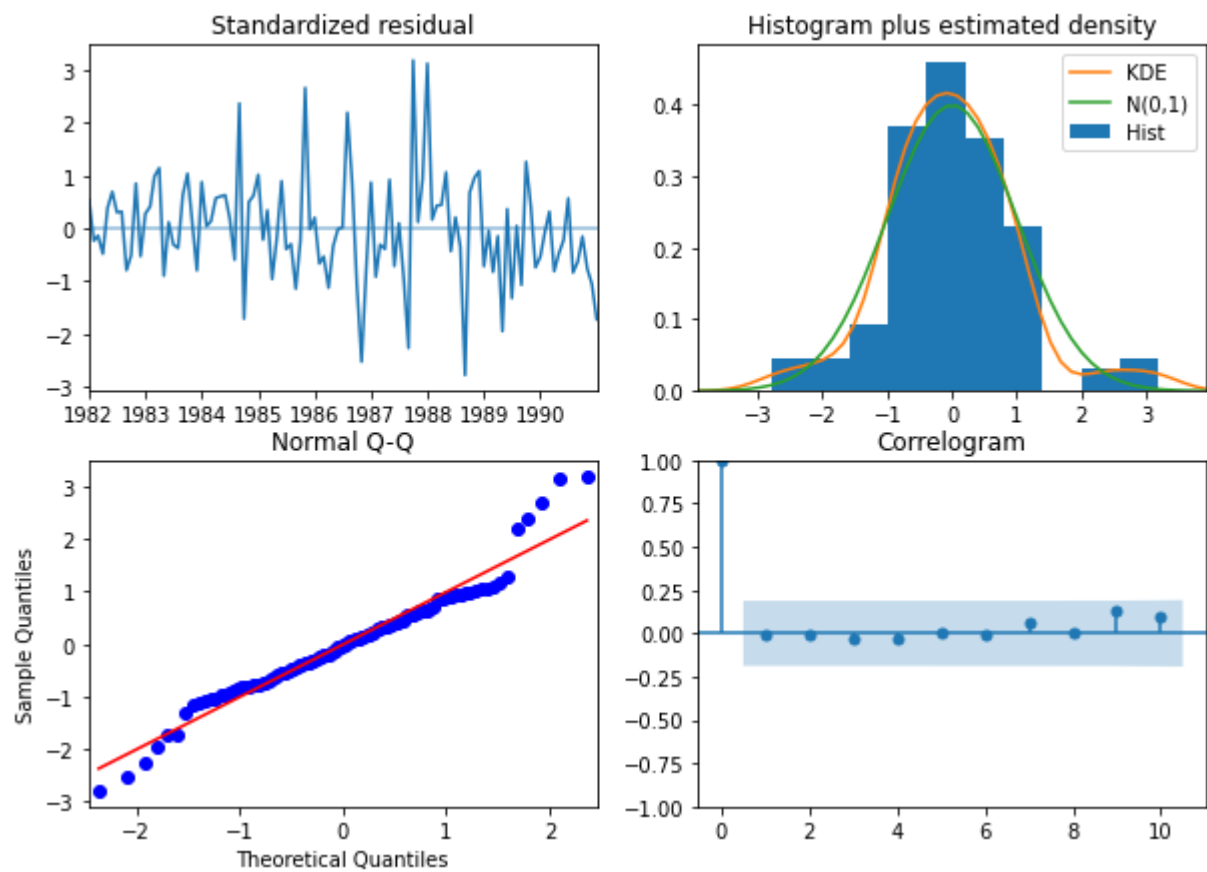 Standardized residual
3
2
1
0
−1
−2
−3
1982 1983 1984 1985 1986 1987 1988 1989 1990
Histogram plus estimated density
KDE
N(0,1)
Hist
0.4
0.3
0.2
0.1
0.0
−3 −2 −1 0 1 2 3
Normal Q-Q
Sample Quantiles
3
2
1
0
−1
−2
−3
−2 −1 0 1 2
Theoretical Quantiles
Correlogram
1.00
0.75
0.50
0.25
0.00
−0.25
−0.50
−0.75
−1.00
0 2 4 6 8 10